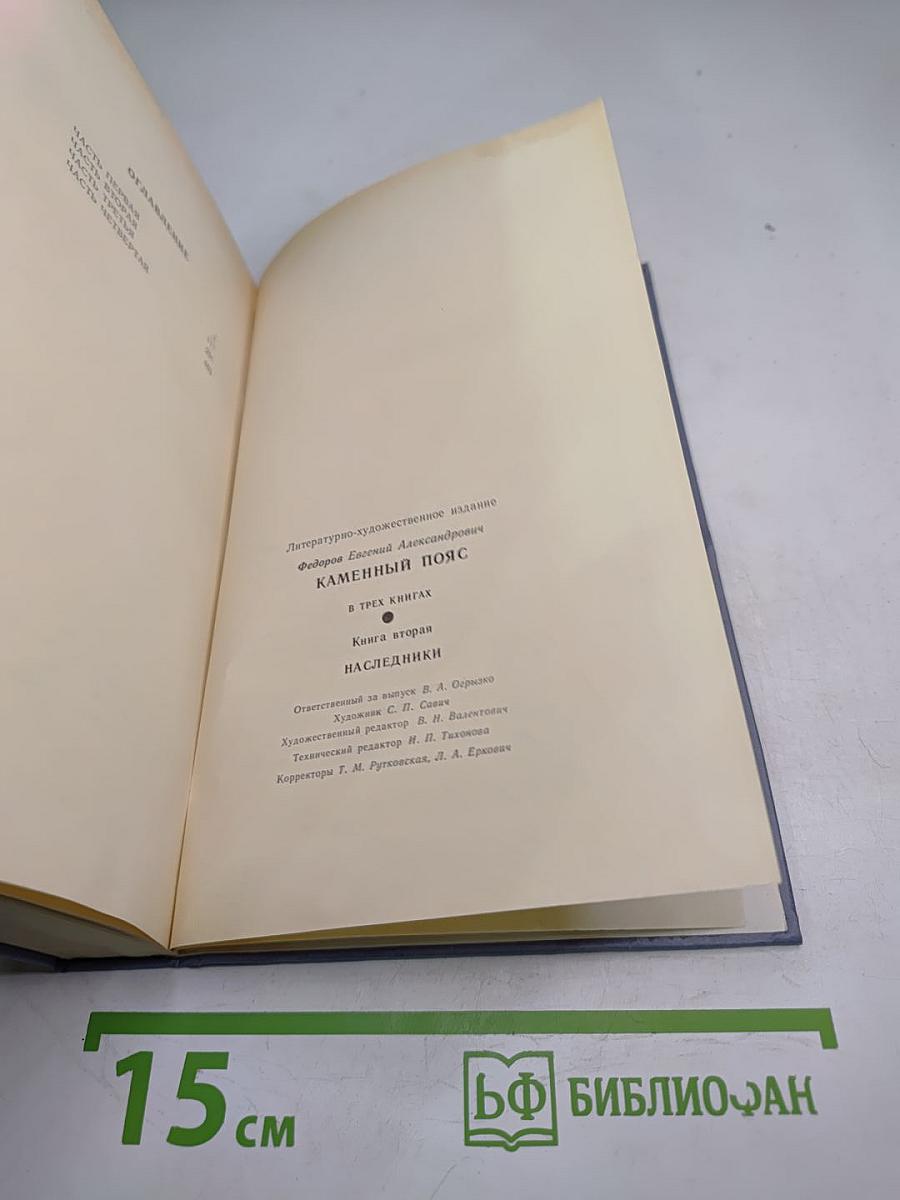 ОГЛАВЛЕНИЕ
ЧАСТЬ ПЕРВАЯ
ЧАСТЬ ВТОРАЯ
ЧАСТЬ ТРЕТЬЯ
ЧАСТЬ ЧЕТВЕРТАЯ
Литературно-художественное издание
Федоров Евгений Александрович
КАМЕННЫЙ ПОЯС
В ТРЕХ КНИГАХ
Книга вторая
НАСЛЕДНИКИ
Ответственный за выпуск В. А. Огрызко
Художник С. П. Савич
Художественный редактор В. Н. Валентович
Технический редактор И. П. Тихонова
Корректоры Т. М. Рутковская, Л. А. Еркович
15 см
БФ БИБЛИОФАН